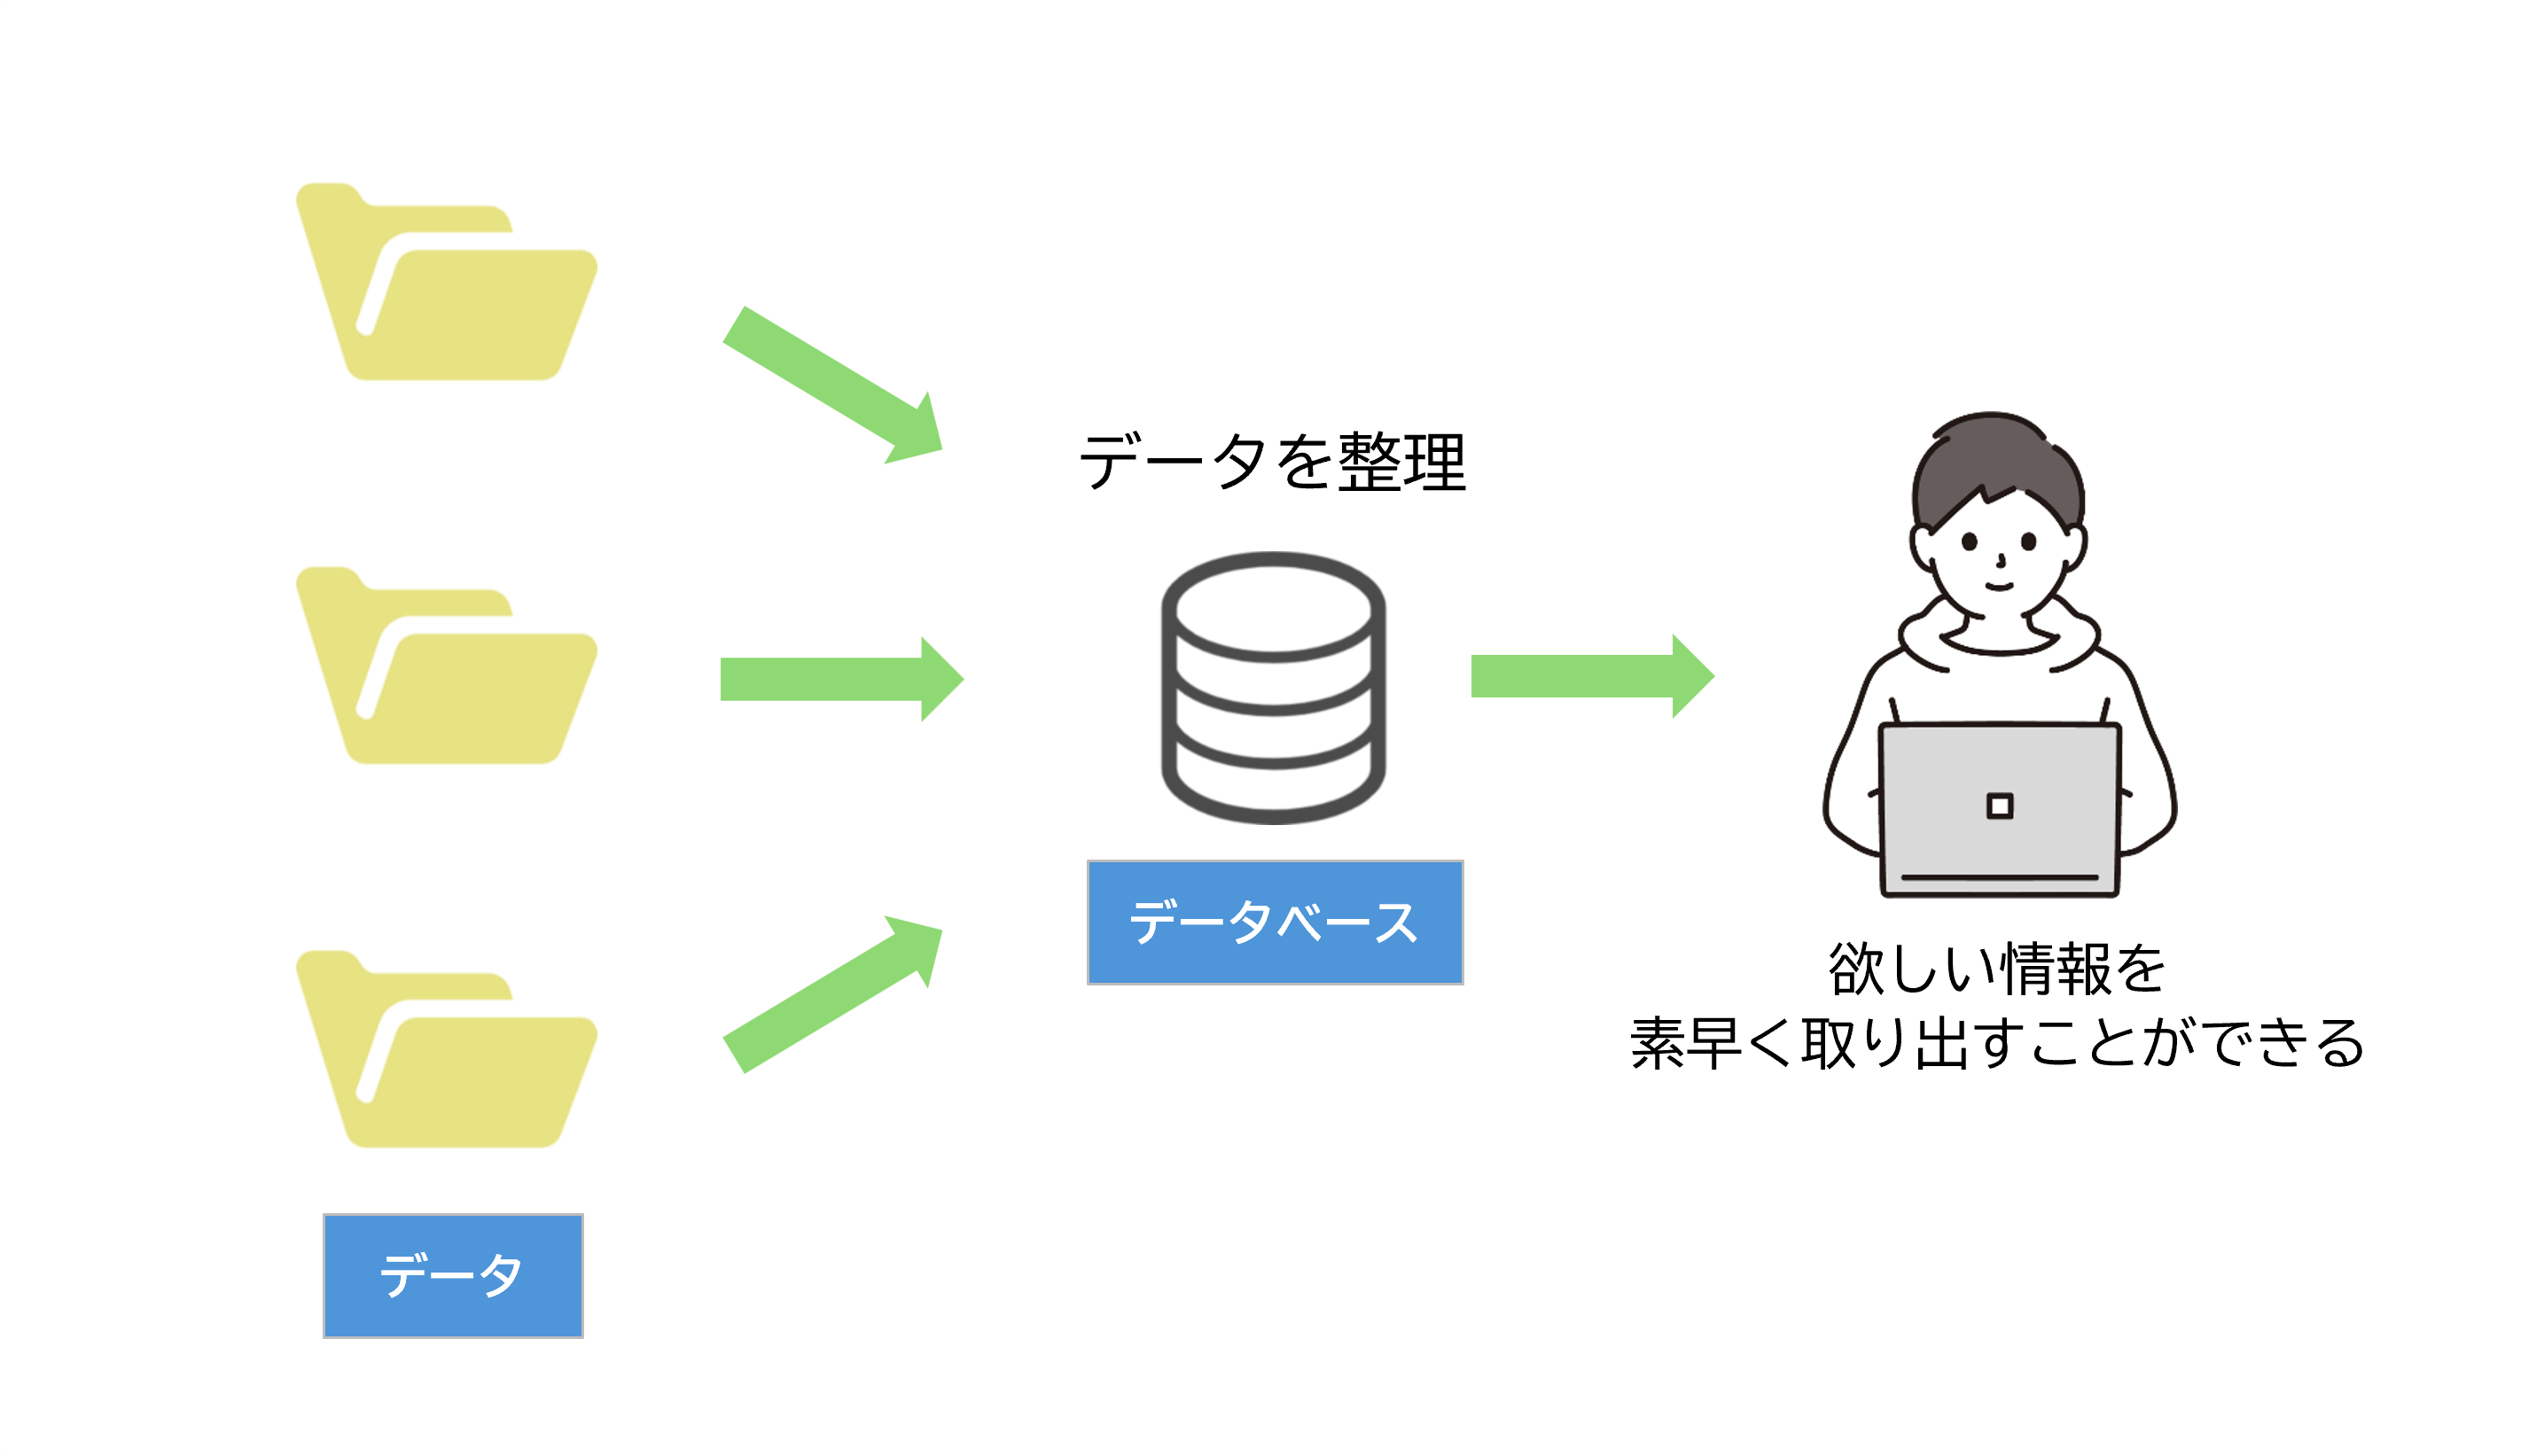 データを整理
データベース
欲しい情報を
素早く取り出すことができる
データ